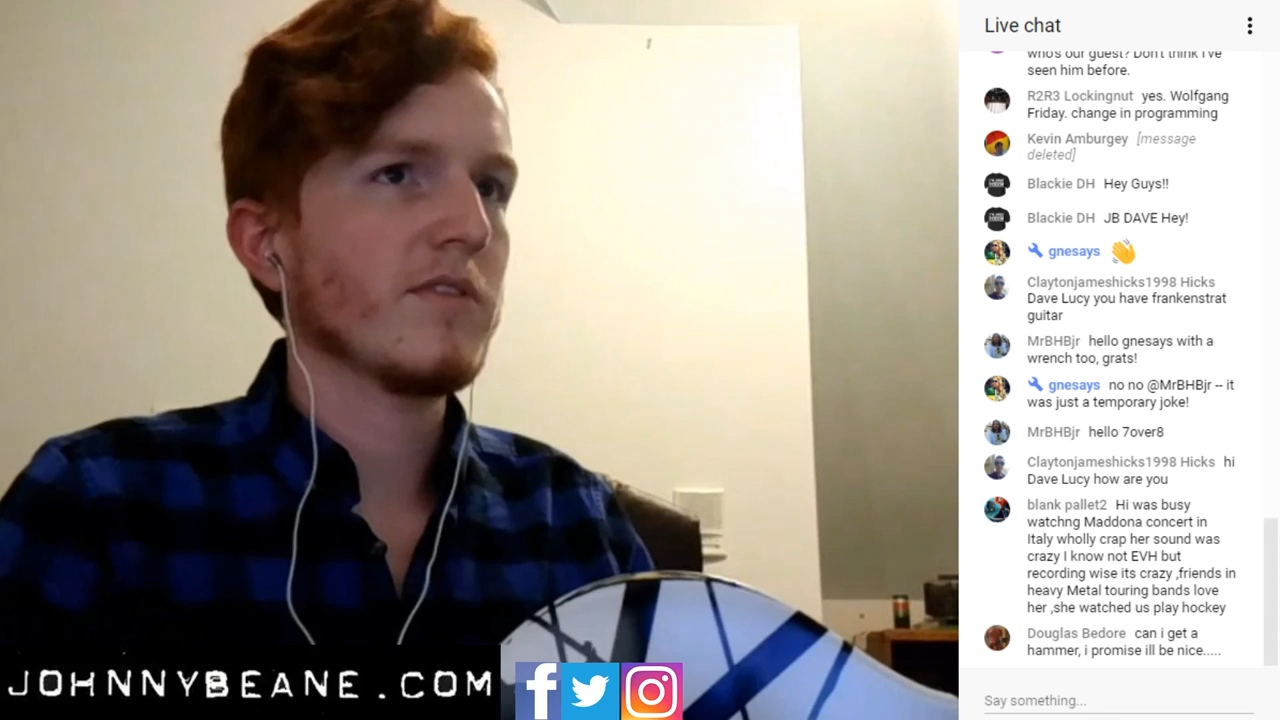 Live chat
who's our guest? Don't think I've
seen him before.
R2R3 Lockingnut yes. Wolfgang
Friday. change in programming
Kevin Amburgey [message
deleted]
Blackie DH Hey Guys!!
Blackie DH JB DAVE Hey!
gnesays 👋
Claytonjameshicks1998 Hicks
Dave Lucy you have frankenstrat
guitar
MrBHBjr hello gnesays with a
wrench too, grats!
gnesays no no @MrBHBjr -- it
was just a temporary joke!
MrBHBjr hello 7over8
Claytonjameshicks1998 Hicks hi
Dave Lucy how are you
blank pallet2 Hi was busy
watchng Maddona concert in
Italy wholly crap her sound was
crazy I know not EVH but
recording wise its crazy ,friends in
heavy Metal touring bands love
her ,she watched us play hockey
Douglas Bedore can i get a
hammer, i promise ill be nice.....
Say something...
JOHNNYBEANE.COM